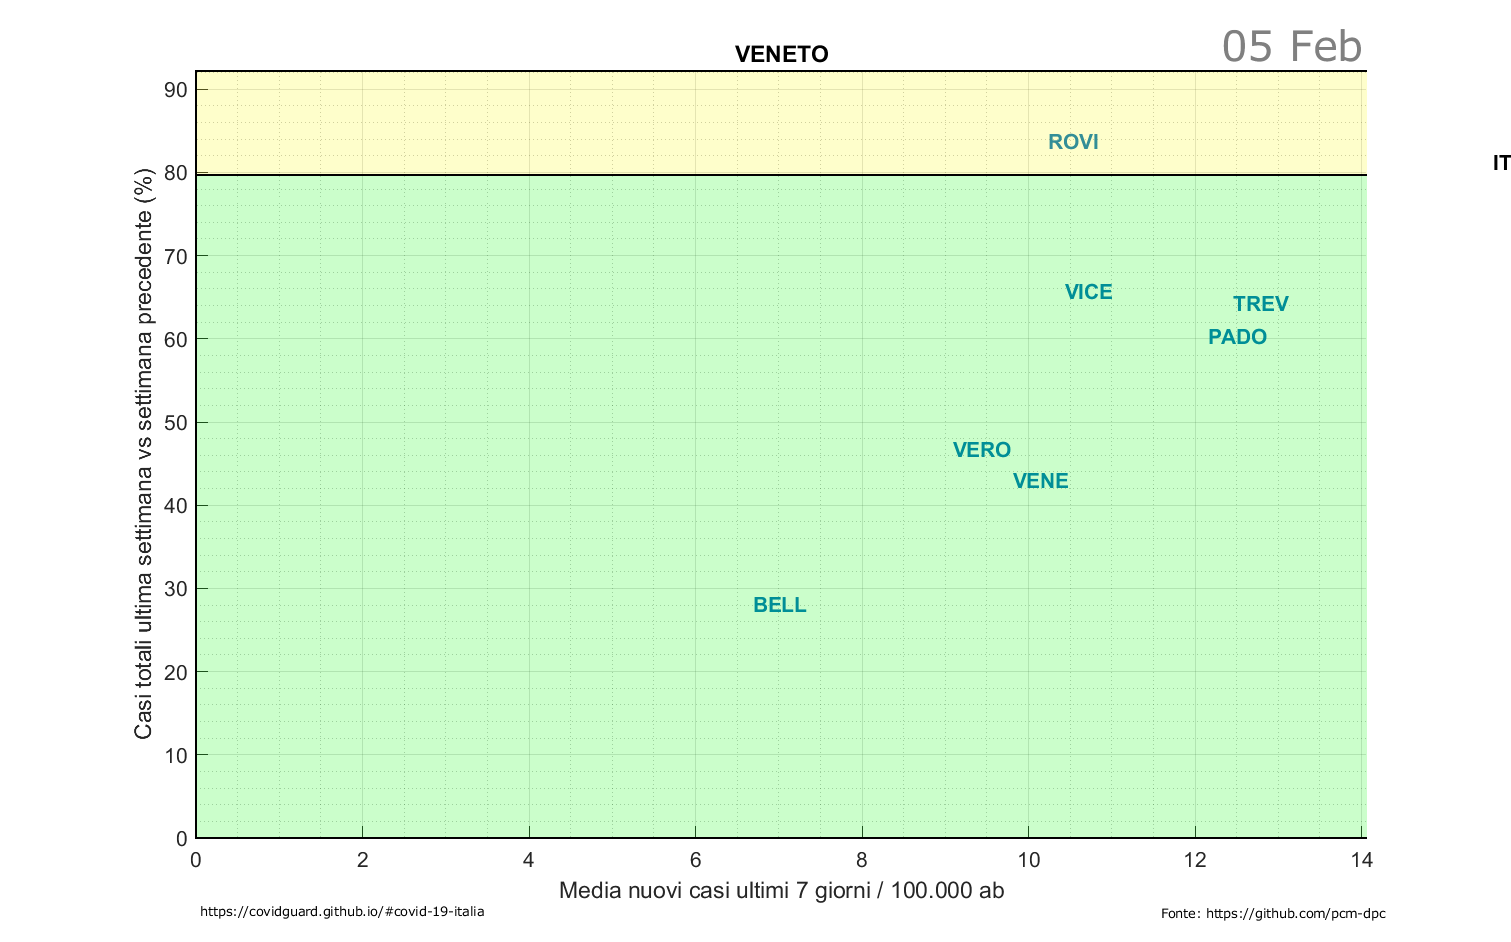 VENETO
05 Feb
90
80
70
60
50
40
30
20
10
0
Casi totali ultima settimana vs settimana precedente (%)
ROVI
IT
VICE
TREV
PADO
VERO
VENE
BELL
0 2 4 6 8 10 12 14
Media nuovi casi ultimi 7 giorni / 100.000 ab
https://covidguard.github.io/#covid-19-italia
Fonte: https://github.com/pcm-dpc